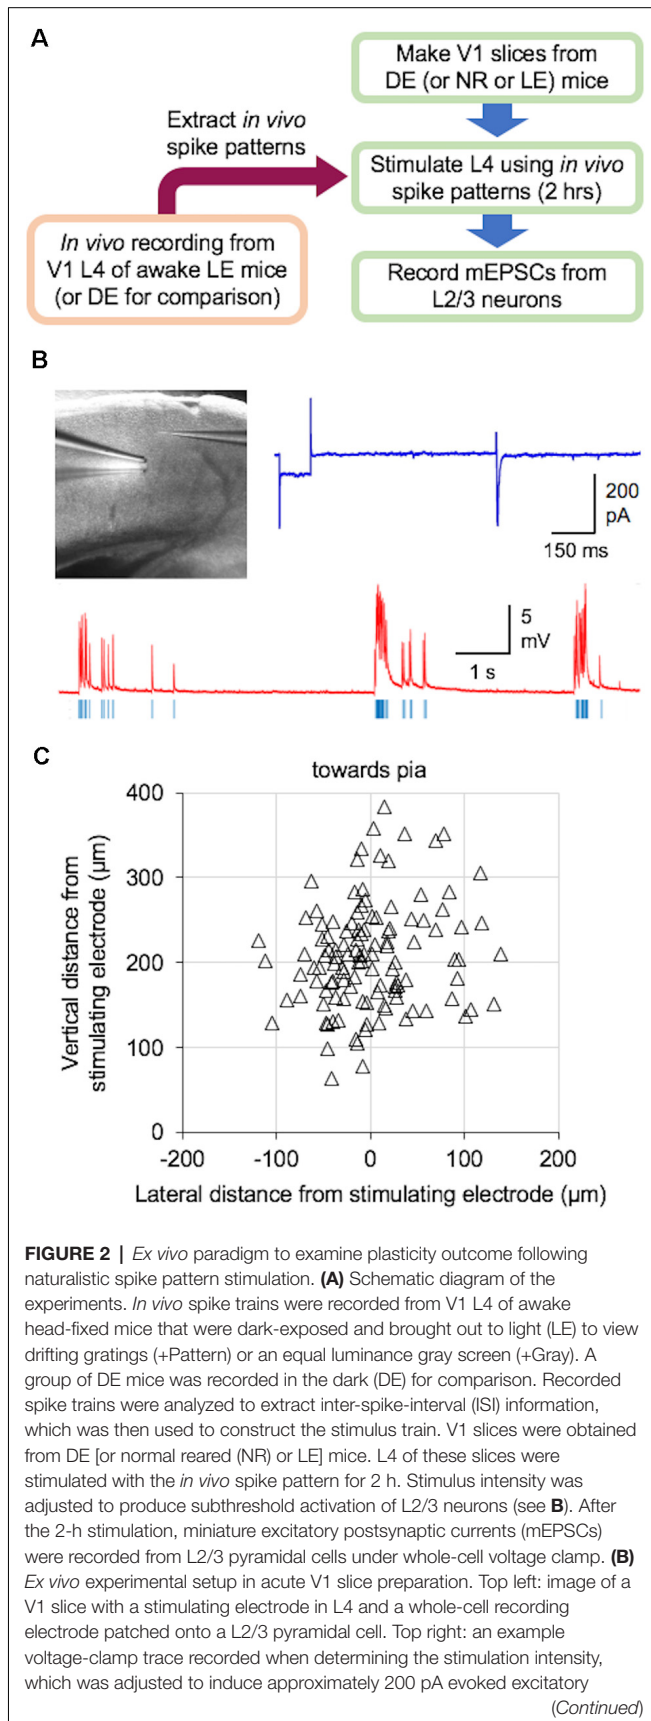 A
Make V1 slices from
DE (or NR or LE) mice
Extract in vivo
spike patterns
Stimulate L4 using in vivo
spike patterns (2 hrs)
In vivo recording from
V1 L4 of awake LE mice
(or DE for comparison)
Record mEPSCs from
L2/3 neurons
B
200
pA
150 ms
5
mV
1 s
C
towards pia
400
300
200
100
0
-200
-100
0
100
200
Vertical distance from
stimulating electrode (µm)
Lateral distance from stimulating electrode (µm)
FIGURE 2 | Ex vivo paradigm to examine plasticity outcome following
naturalistic spike pattern stimulation. (A) Schematic diagram of the
experiments. In vivo spike trains were recorded from V1 L4 of awake
head-fixed mice that were dark-exposed and brought out to light (LE) to view
drifting gratings (+Pattern) or an equal luminance gray screen (+Gray). A
group of DE mice was recorded in the dark (DE) for comparison. Recorded
spike trains were analyzed to extract inter-spike-interval (ISI) information,
which was then used to construct the stimulus train. V1 slices were obtained
from DE [or normal reared (NR) or LE] mice. L4 of these slices were
stimulated with the in vivo spike pattern for 2 h. Stimulus intensity was
adjusted to produce subthreshold activation of L2/3 neurons (see B). After
the 2-h stimulation, miniature excitatory postsynaptic currents (mEPSCs)
were recorded from L2/3 pyramidal cells under whole-cell voltage clamp. (B)
Ex vivo experimental setup in acute V1 slice preparation. Top left: image of a
V1 slice with a stimulating electrode in L4 and a whole-cell recording
electrode patched onto a L2/3 pyramidal cell. Top right: an example
voltage-clamp trace recorded when determining the stimulation intensity,
which was adjusted to induce approximately 200 pA evoked excitatory
(Continued)